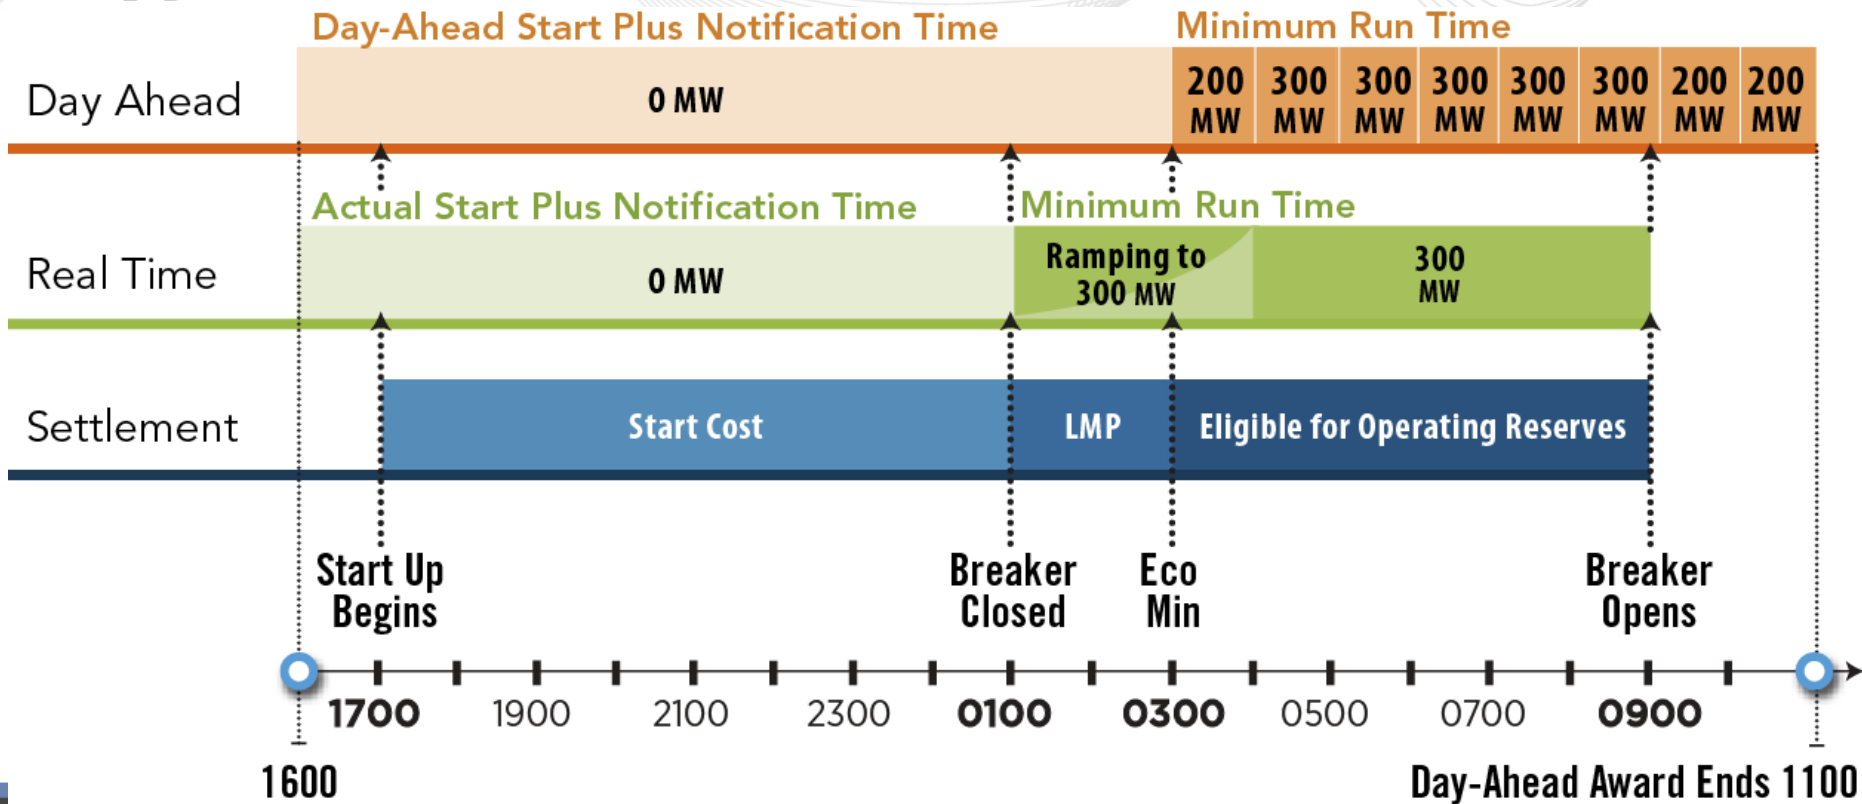 Day-Ahead Start Plus Notification Time
Minimum Run Time
Day Ahead
0 MW
200 MW
300 MW
300 MW
300 MW
300 MW
300 MW
200 MW
200 MW
Actual Start Plus Notification Time
Minimum Run Time
Real Time
0 MW
Ramping to
300 MW
300
MW
Settlement
Start Cost
LMP
Eligible for Operating Reserves
Start Up
Begins
Breaker
Closed
Eco
Min
Breaker
Opens
1700
1900
2100
2300
0100
0300
0500
0700
0900
1600
Day-Ahead Award Ends 1100